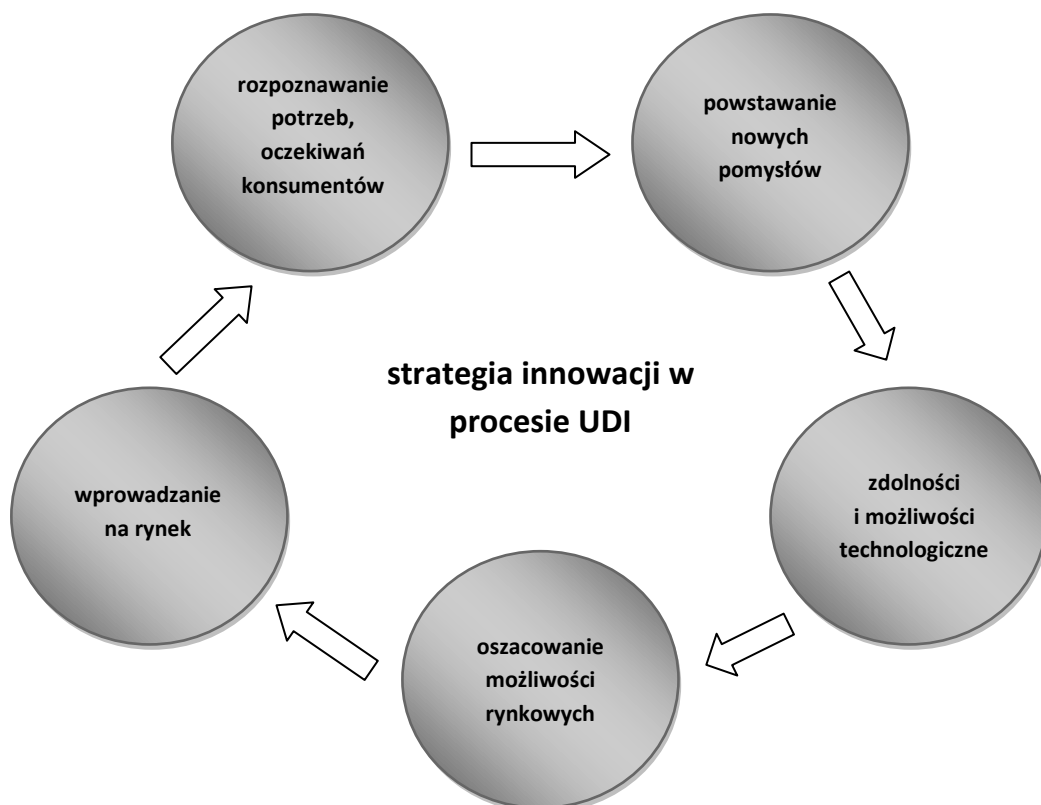 rozpoznawanie
potrzeb,
oczekiwań
konsumentów
powstawanie
nowych
pomysłów
strategia innowacji w
procesie UDI
zdolności
i możliwości
technologiczne
oszacowanie
możliwości
rynkowych
wprowadzanie
na rynek